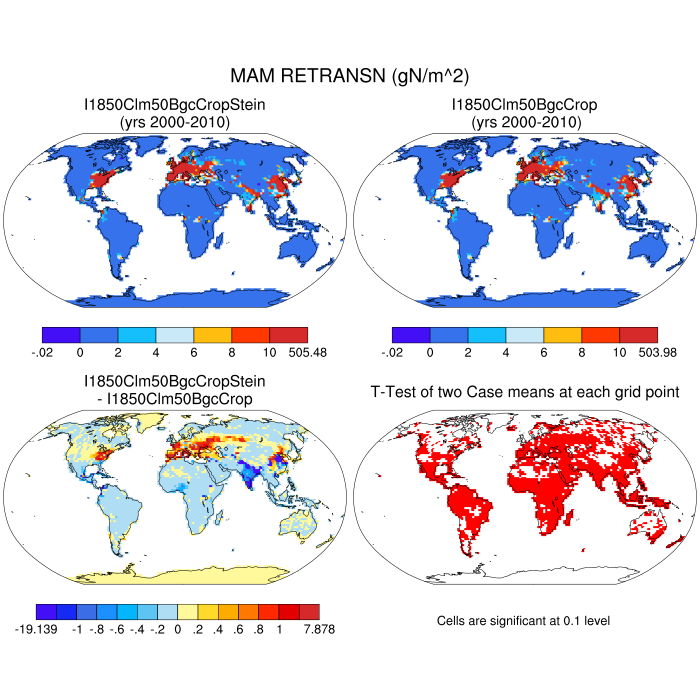 MAM RETRANSN (gN/m^2)
I1850Clm50BgcCropStein
(yrs 2000-2010)
I1850Clm50BgcCrop
(yrs 2000-2010)
-.02 0 2 4 6 8 10 505.48
-.02 0 2 4 6 8 10 503.98
I1850Clm50BgcCropStein
- I1850Clm50BgcCrop
T-Test of two Case means at each grid point
-19.139 -1 -.8 -.6 -.4 -.2 0 .2 .4 .6 .8 1 7.878
Cells are significant at 0.1 level